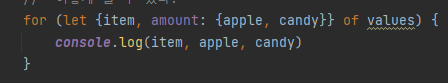 for (let {item, amount: {apple, candy}} of values) {
console.log(item, apple, candy)
}